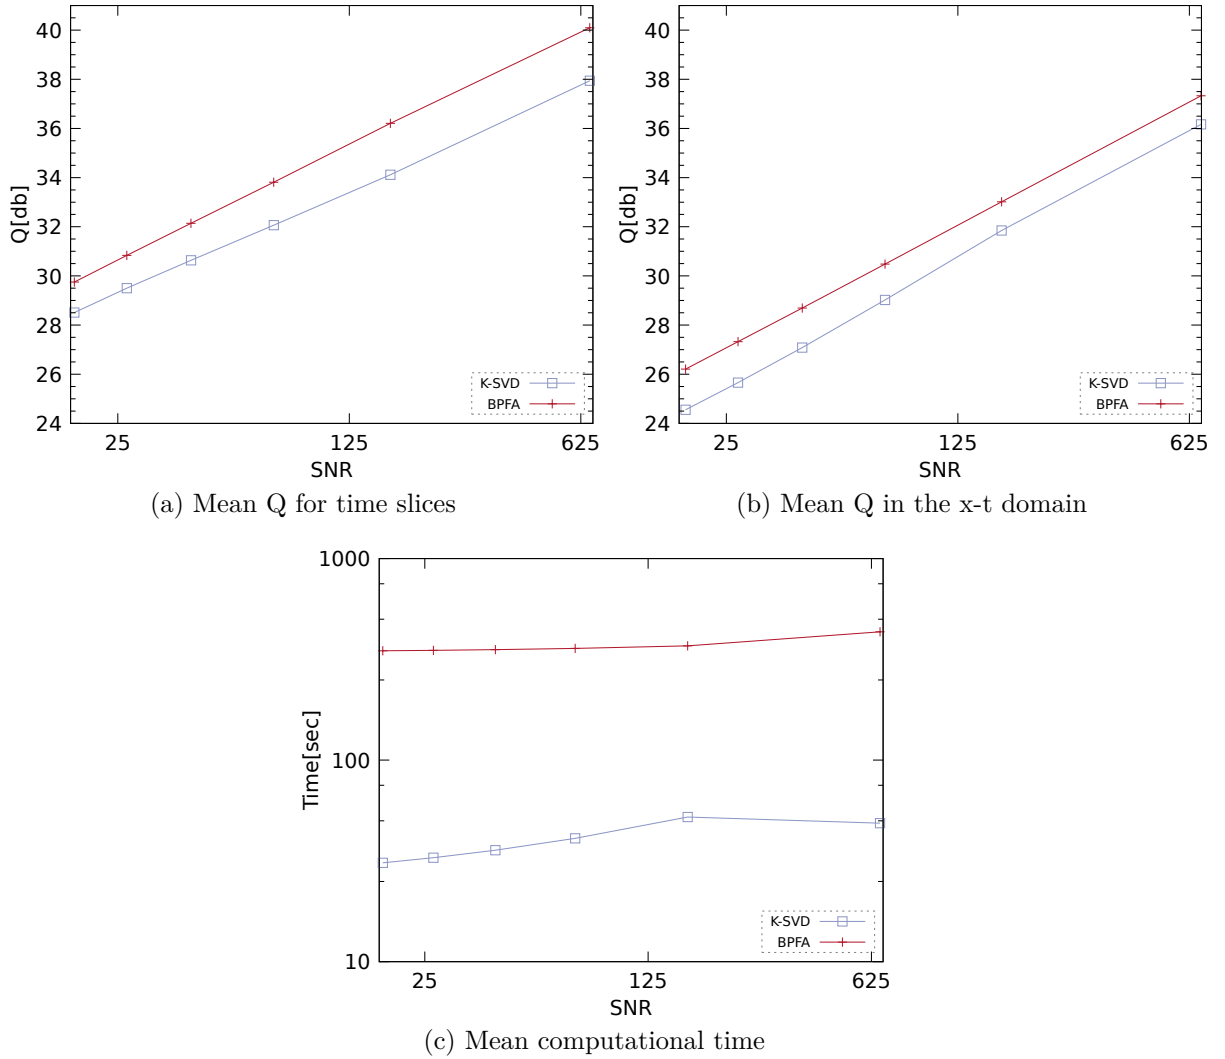 40
38
36
34
32
30
28
26
24
Q[db]
25
125
625
SNR
K-SVD
BPFA
(a) Mean Q for time slices
40
38
36
34
32
30
28
26
24
Q[db]
25
125
625
SNR
K-SVD
BPFA
(b) Mean Q in the x-t domain
1000
100
10
Time[sec]
25
125
625
SNR
K-SVD
BPFA
(c) Mean computational time